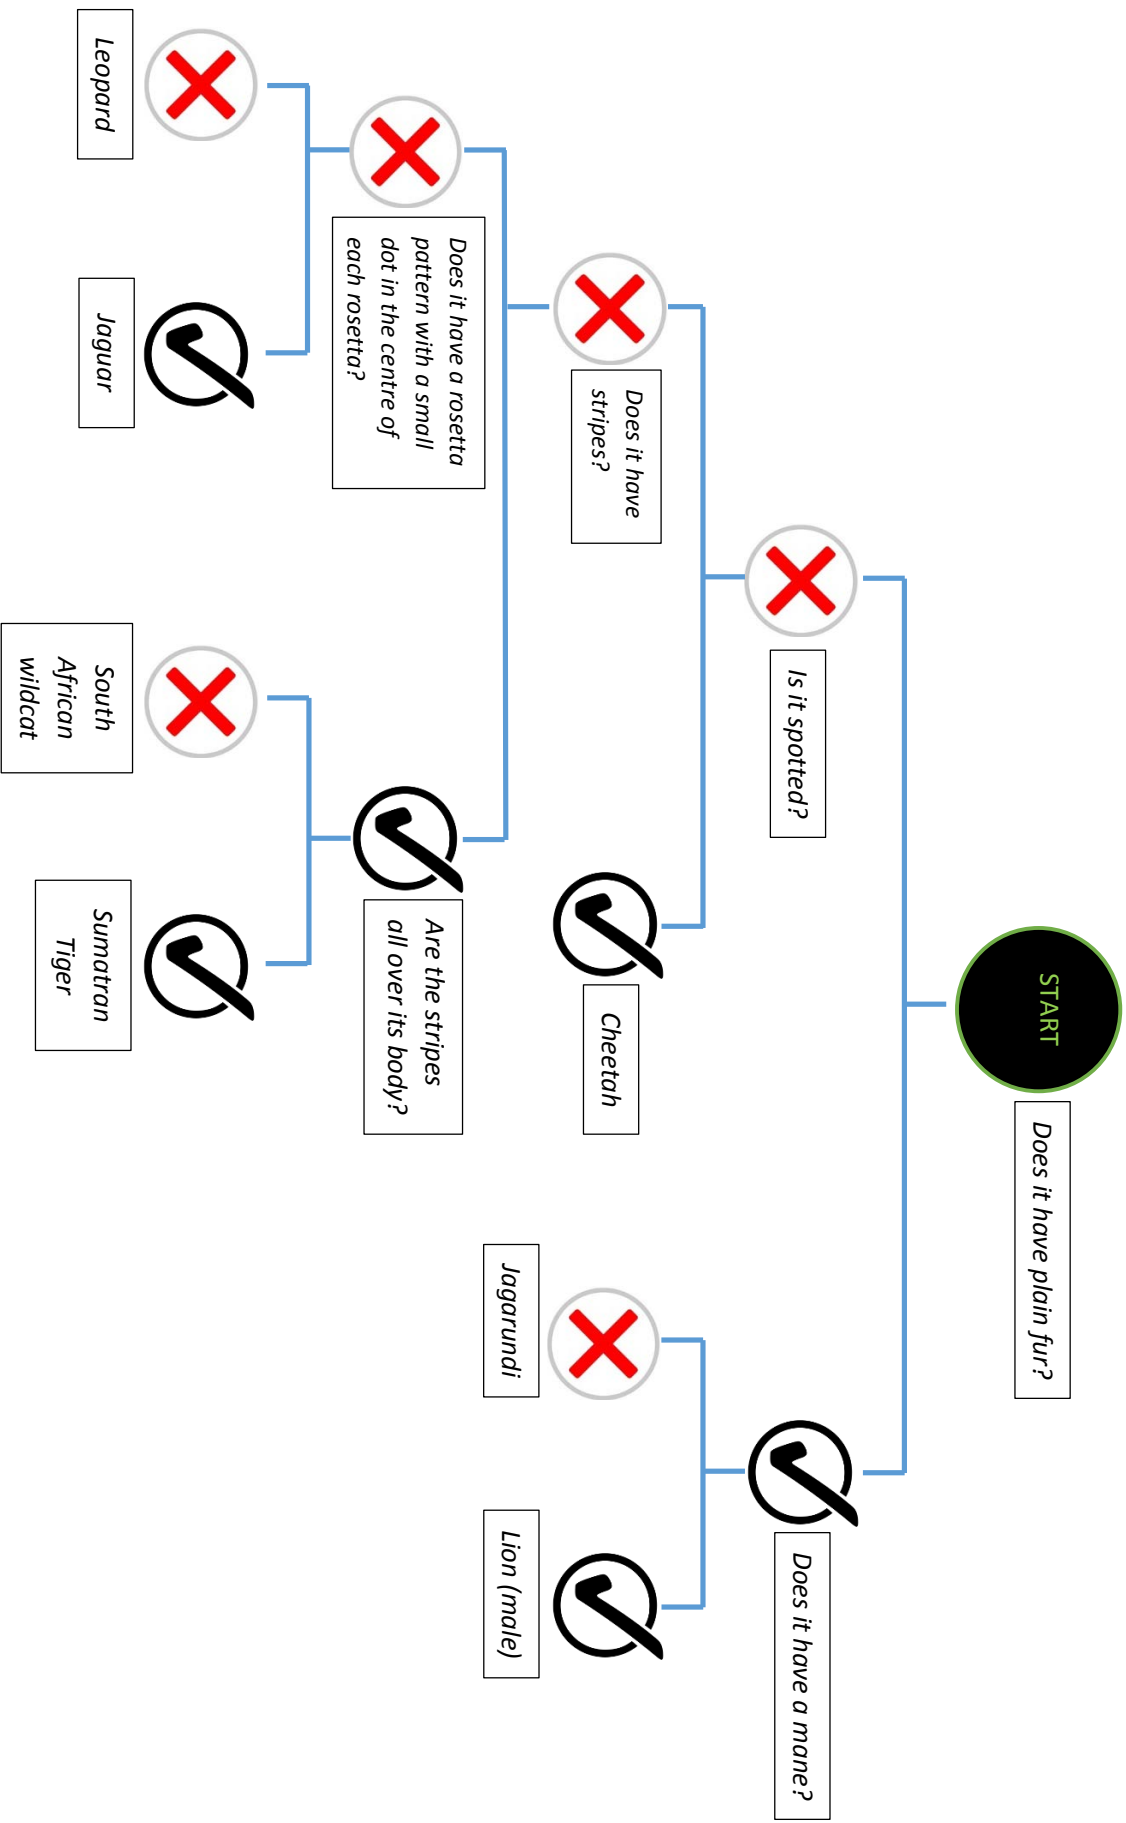 START
Does it have plain fur?
Is it spotted?
Does it have a mane?
Does it have
stripes?
Cheetah
Jagarundi
Lion (male)
Does it have a rosetta
pattern with a small
dot in the centre of
each rosetta?
Are the stripes
all over its body?
Leopard
Jaguar
South
African
wildcat
Sumatran
Tiger